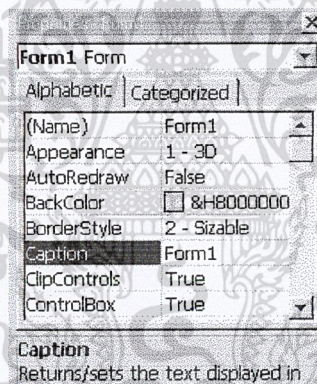 Form1 Form
Alphabetic Categorized
(Name) Form1
Appearance 1 - 3D
AutoRedraw False
BackColor &H8000000
BorderStyle 2 - Sizable
Caption Form1
ClipControls True
ControlBox True
Caption
Returns/sets the text displayed in